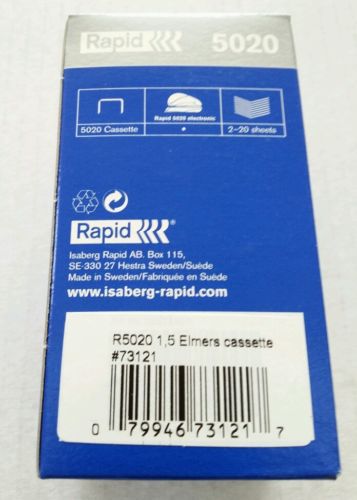 Rapid 5020
5020 Cassette
Rapid 5020 electronic
2-20 sheets
Rapid®
Isaberg Rapid AB. Box 115,
SE-330 27 Hestra Sweden/Suède
Made in Sweden/Fabriquée en Suède
www.isaberg-rapid.com
R5020 1,5 Elmers cassette
#73121
0 79946 73121 7